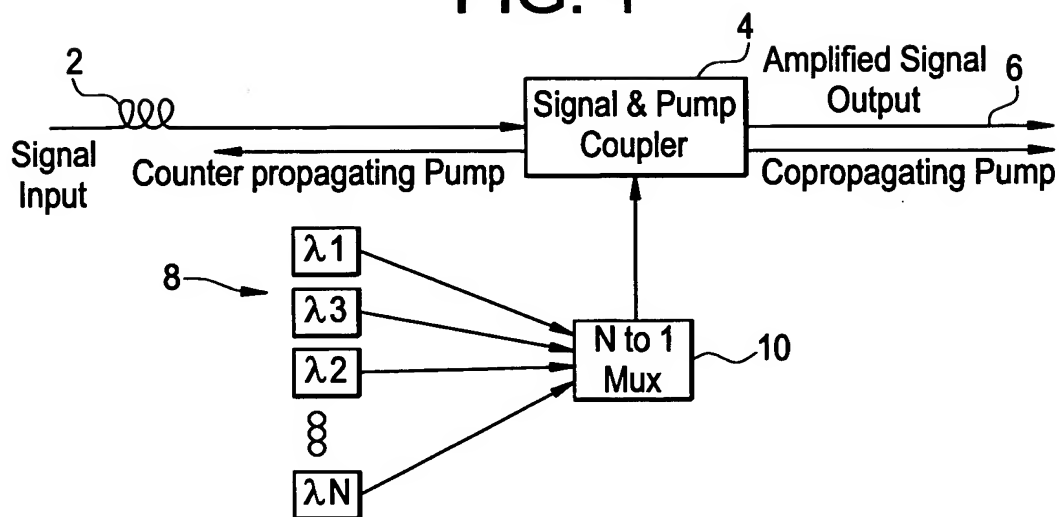 2
4
Amplified Signal
Output
6
Signal & Pump
Coupler
Signal
Input
Counter propagating Pump
Copropagating Pump
8
λ1
λ3
λ2
λN
N to 1
Mux
10